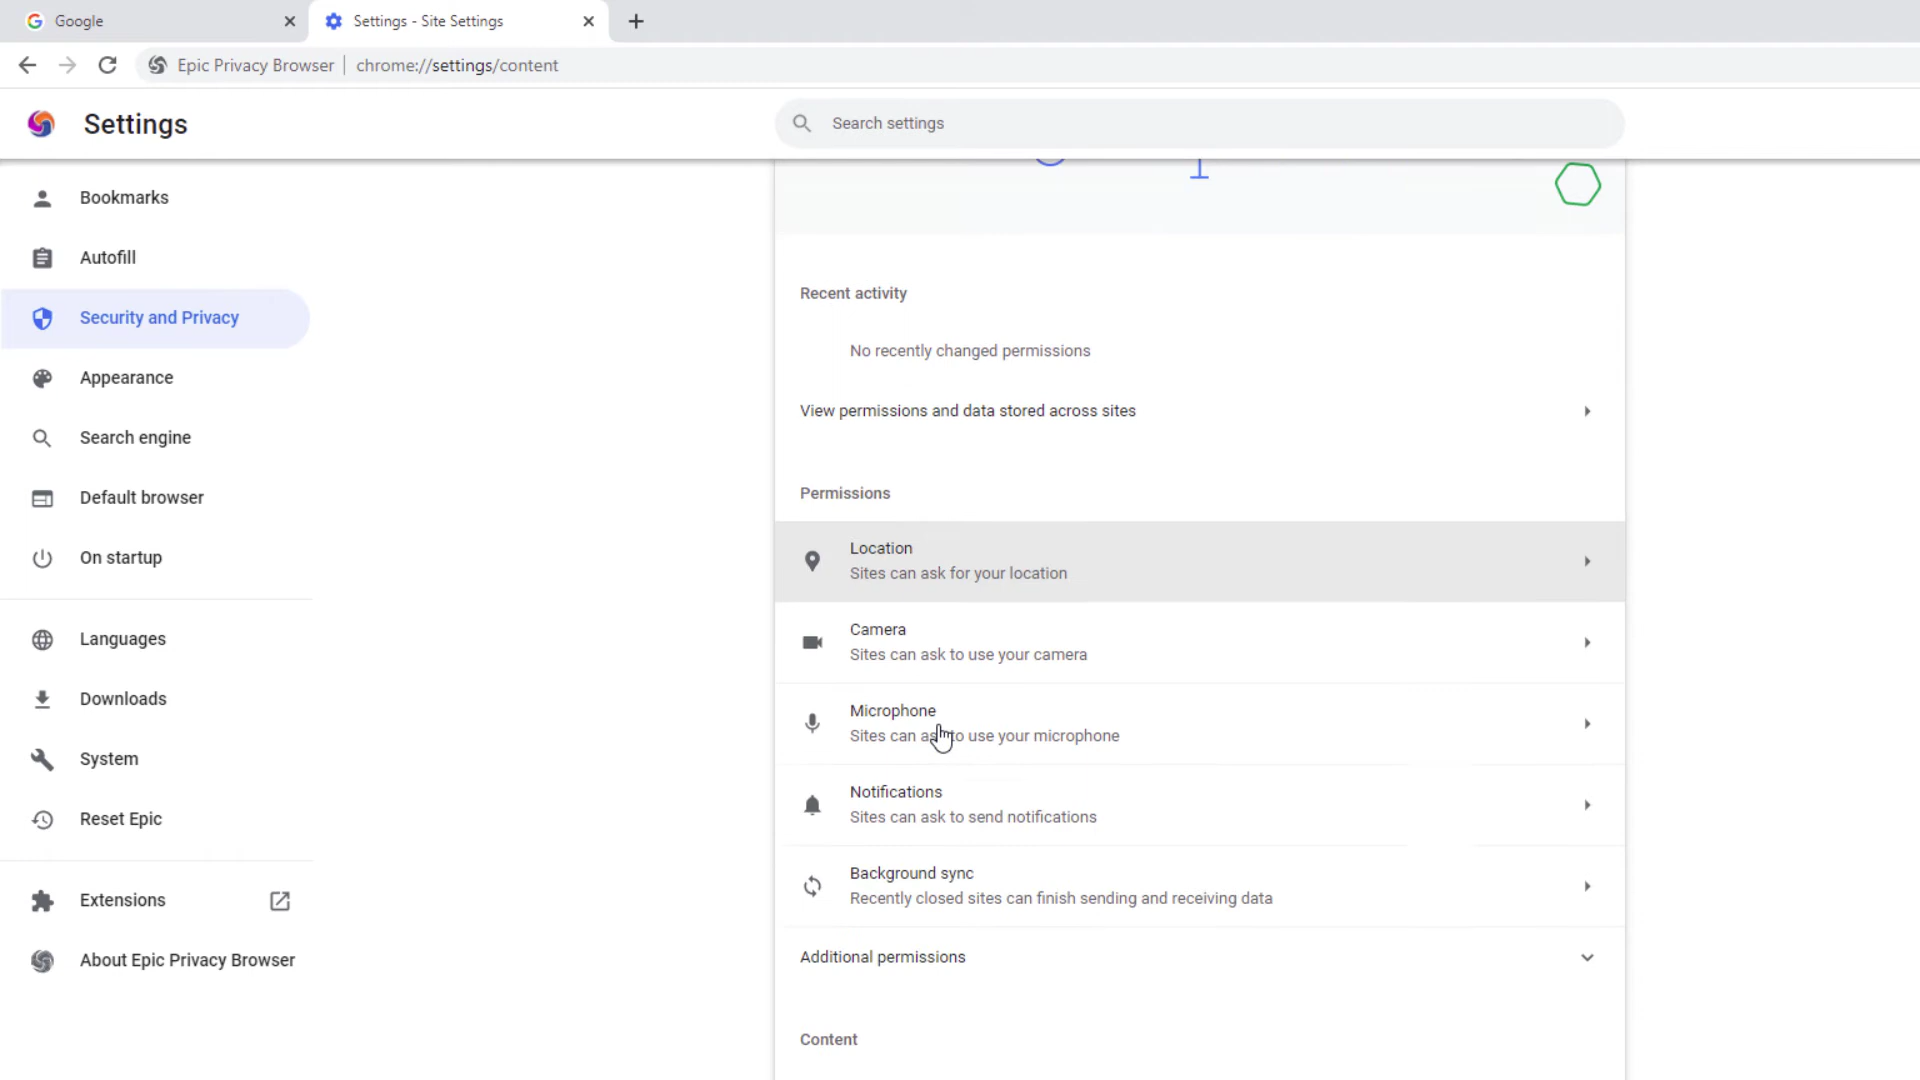 Google
Settings - Site Settings
Epic Privacy Browser
chrome://settings/content
Settings
Search settings
Bookmarks
Autofill
Security and Privacy
Appearance
Search engine
Default browser
On startup
Languages
Downloads
System
Reset Epic
Extensions
About Epic Privacy Browser
Recent activity
No recently changed permissions
View permissions and data stored across sites
Permissions
Location
Sites can ask for your location
Camera
Sites can ask to use your camera
Microphone
Sites can ask to use your microphone
Notifications
Sites can ask to send notifications
Background sync
Recently closed sites can finish sending and receiving data
Additional permissions
Content